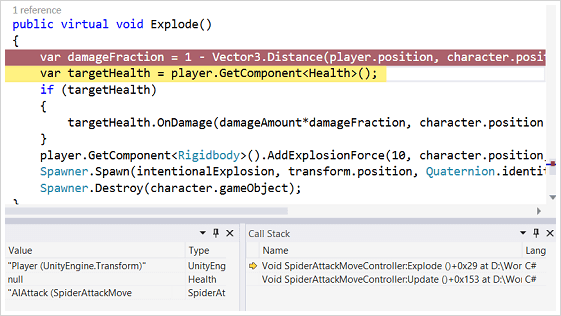 1 reference
public virtual void Explode()
{
var damageFraction = 1 - Vector3.Distance(player.position, character.posi
var targetHealth = player.GetComponent<Health>();
if (targetHealth)
{
targetHealth.OnDamage(damageAmount*damageFraction, character.position
}
player.GetComponent<Rigidbody>().AddExplosionForce(10, character.position,
Spawner.Spawn(intentionalExplosion, transform.position, Quaternion.identi
Spawner.Destroy(character.gameObject);
}
Value Type
"Player (UnityEngine.Transform)" UnityEng
null Health
"AIAttack (SpiderAttackMove SpiderAt
Call Stack
Name Lang
Void SpiderAttackMoveController:Explode ()+0x29 at D:\Wor C#
Void SpiderAttackMoveController:Update ()+0x153 at D:\Wor C#